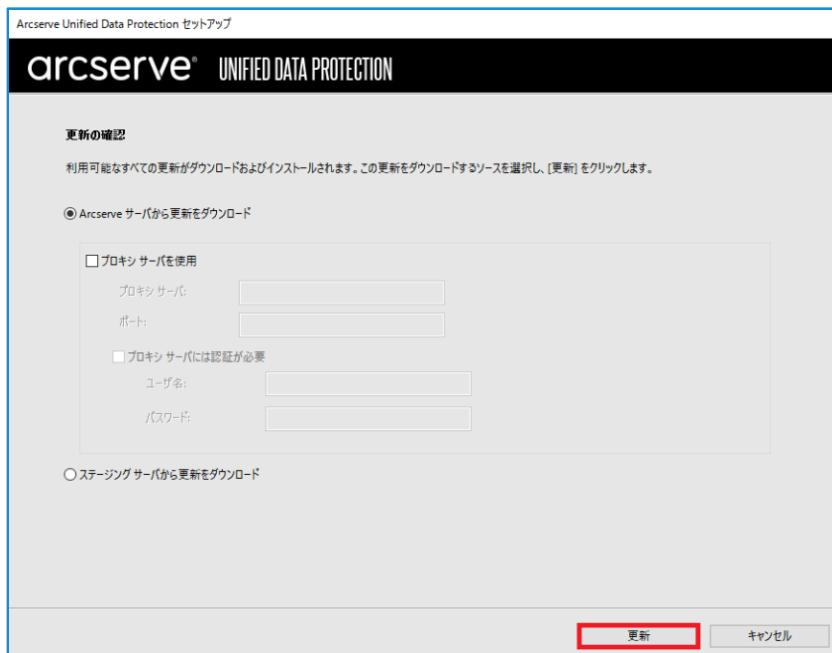 Arcserve Unified Data Protection セットアップ
arcserve® UNIFIED DATA PROTECTION
更新の確認
利用可能なすべての更新がダウンロードおよびインストールされます。この更新をダウンロードするソースを選択し、[更新] をクリックします。
Arcserve サーバから更新をダウンロード
プロキシ サーバを使用
プロキシ サーバ:
ポート:
プロキシ サーバには認証が必要
ユーザ名:
パスワード:
ステージング サーバから更新をダウンロード
更新 キャンセル